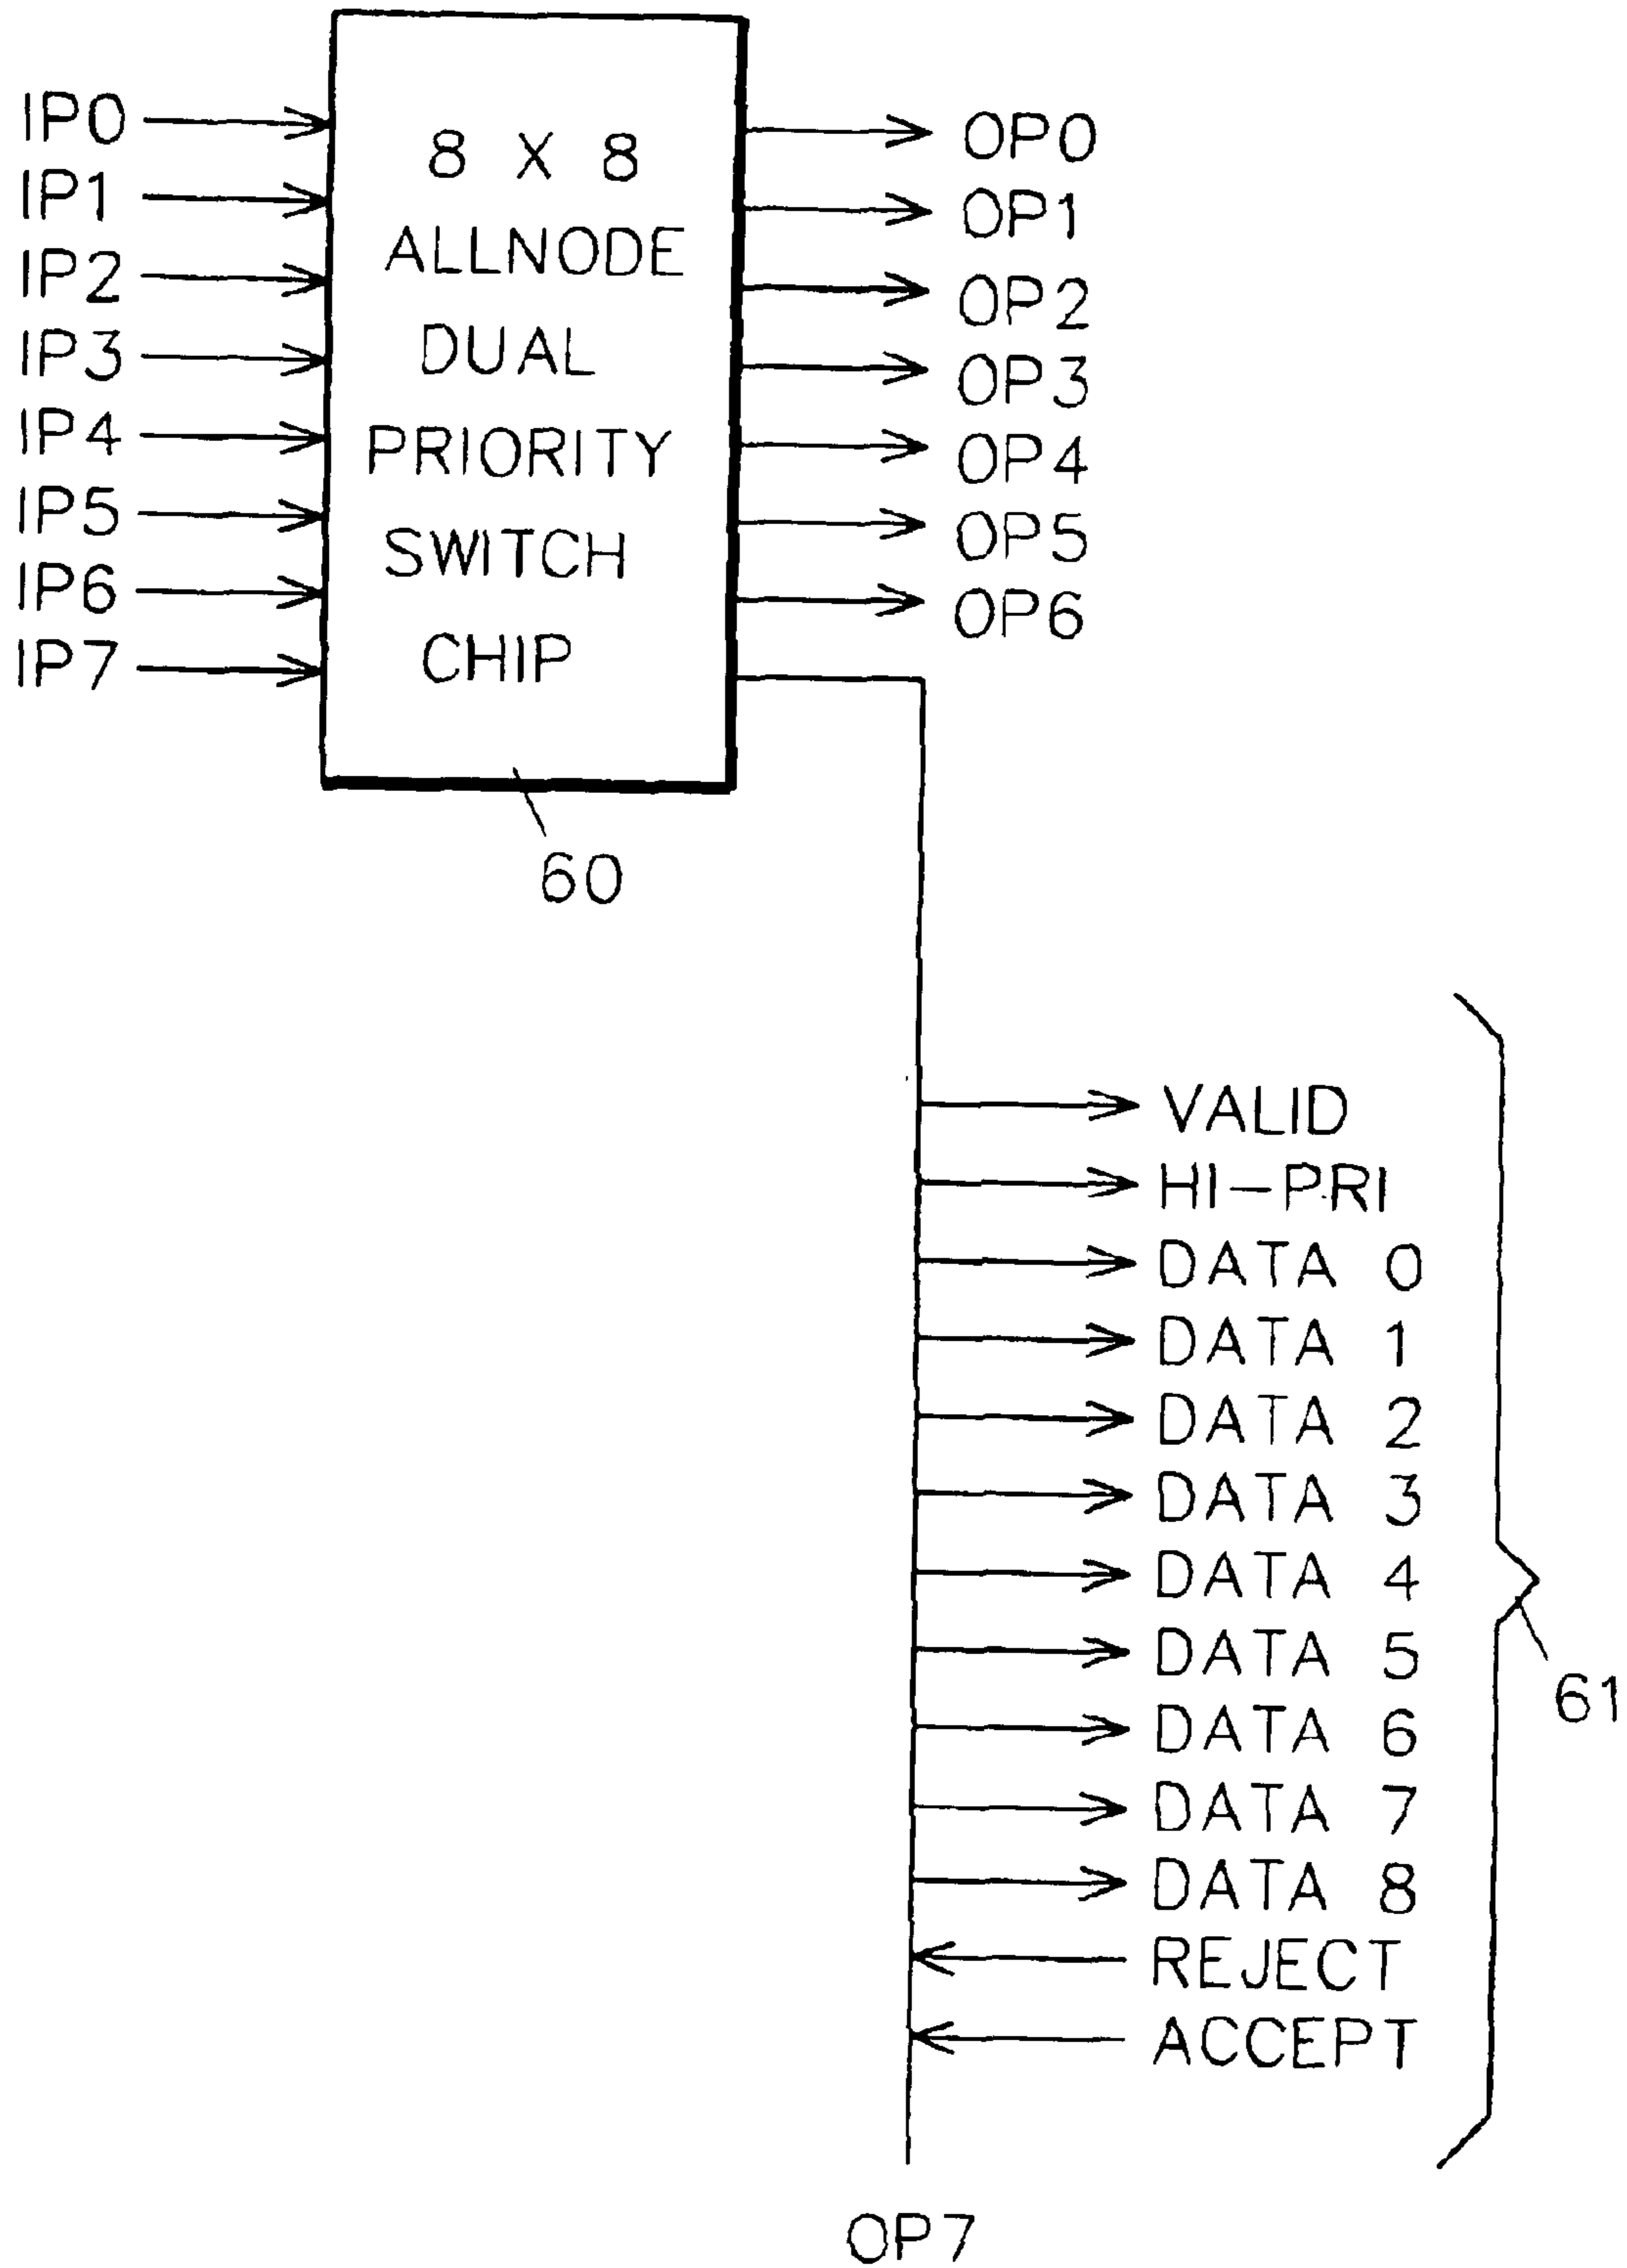 IP0
IP1
IP2
IP3
IP4
IP5
IP6
IP7
8 X 8
ALLNODE
DUAL
PRIORITY
SWITCH
CHIP
60
OP0
OP1
OP2
OP3
OP4
OP5
OP6
VALID
HI-PRI
DATA 0
DATA 1
DATA 2
DATA 3
DATA 4
DATA 5
DATA 6
DATA 7
DATA 8
REJECT
ACCEPT
61
OP7